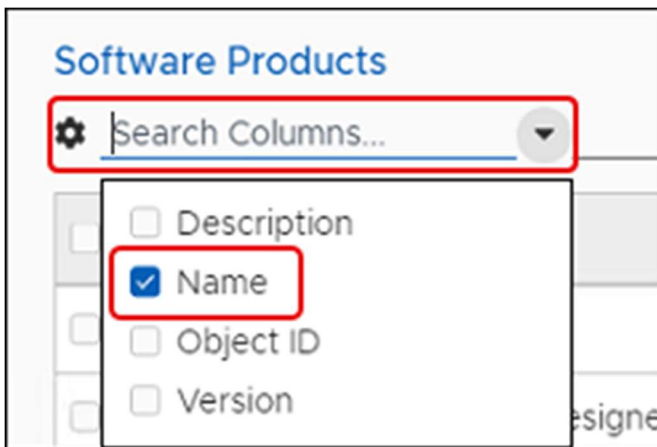 Software Products
Search Columns...
Description
Name
Object ID
Version